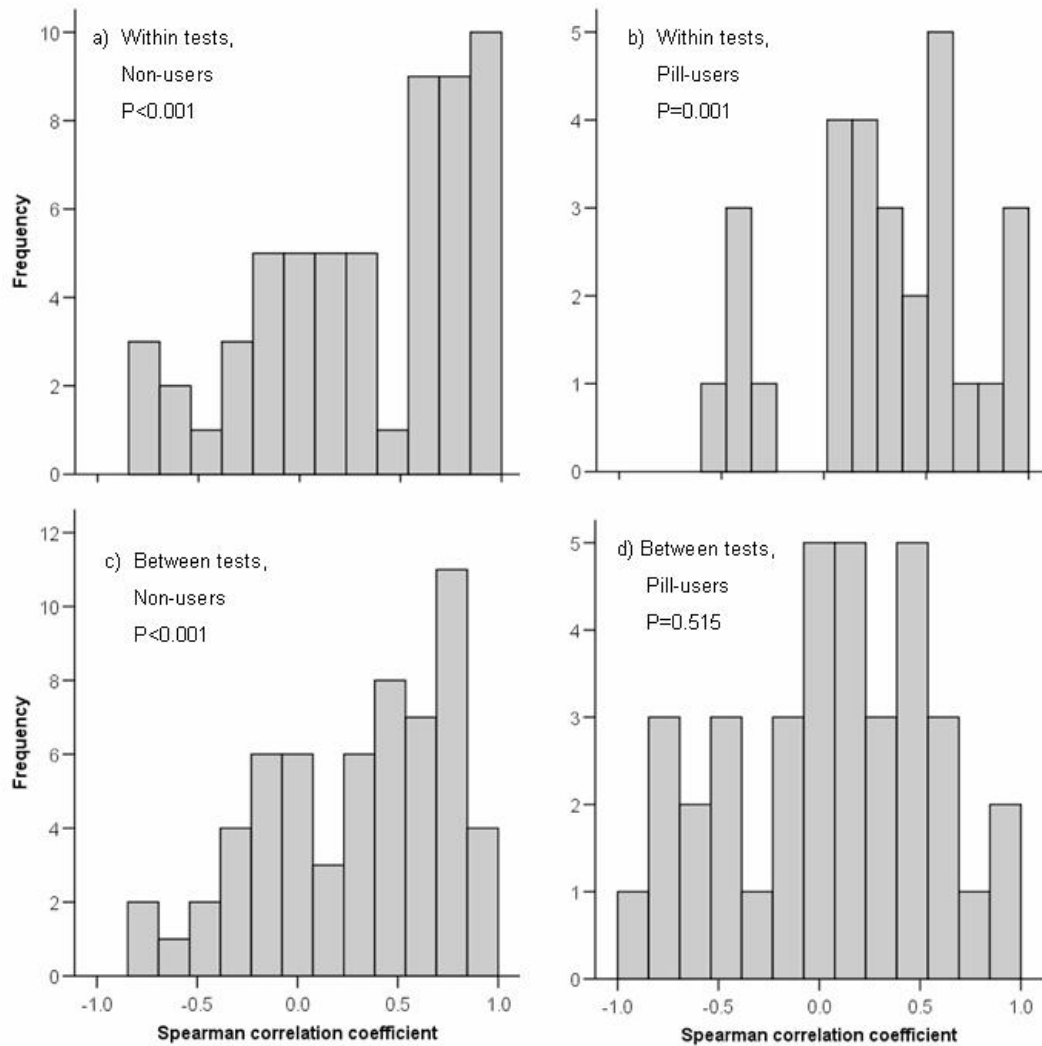 10
8
6
4
2
0
Frequency
a) Within tests,
Non-users
P<0.001
5
4
3
2
1
0
b) Within tests,
Pill-users
P=0.001
12
10
8
6
4
2
0
Frequency
c) Between tests,
Non-users
P<0.001
-1.0 -0.5 0.0 0.5 1.0
Spearman correlation coefficient
5
4
3
2
1
0
d) Between tests,
Pill-users
P=0.515
-1.0 -0.5 0.0 0.5 1.0
Spearman correlation coefficient